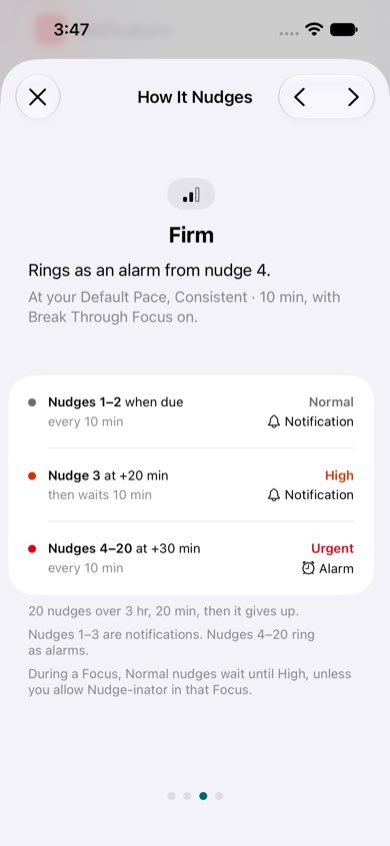 3:47
How It Nudges
Firm
Rings as an alarm from nudge 4.
At your Default Pace, Consistent · 10 min, with
Break Through Focus on.
Nudges 1–2 when due
Normal
every 10 min
Notification
Nudge 3 at +20 min
High
then waits 10 min
Notification
Nudges 4–20 at +30 min
Urgent
every 10 min
Alarm
20 nudges over 3 hr, 20 min, then it gives up.
Nudges 1–3 are notifications. Nudges 4–20 ring
as alarms.
During a Focus, Normal nudges wait until High, unless
you allow Nudge-inator in that Focus.